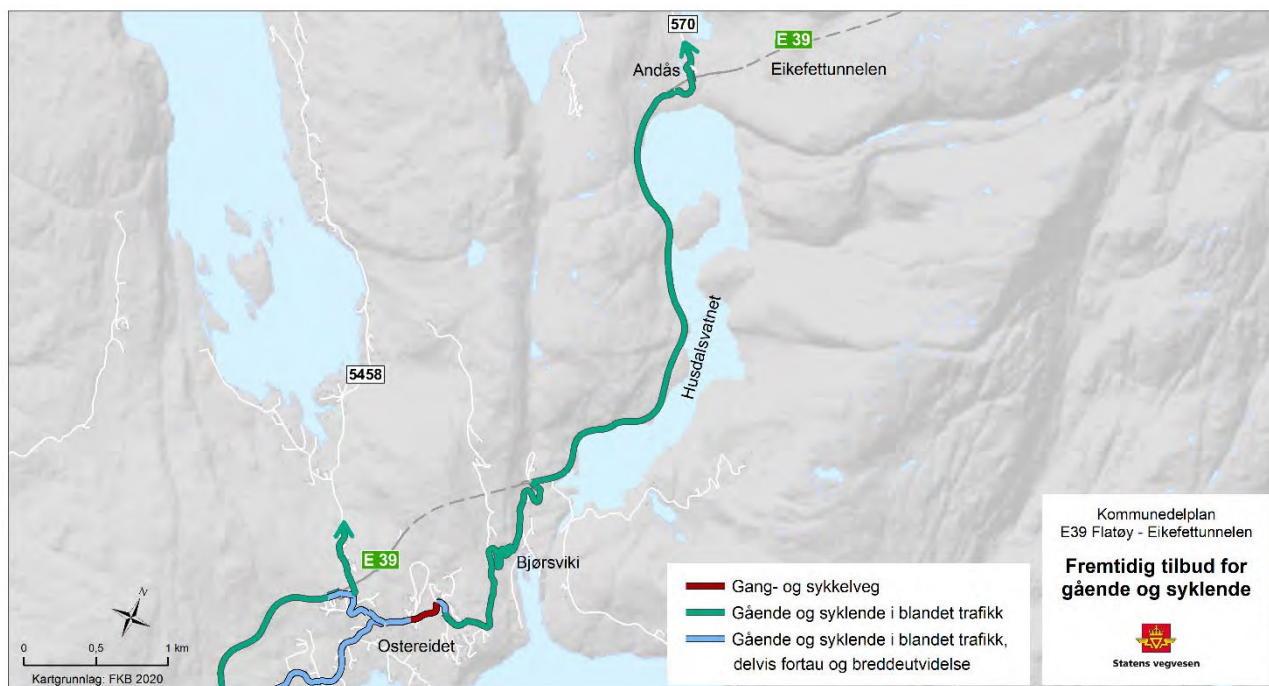 570
E 39
Andås
Eikefettunnelen
Husdalsvatnet
5458
E 39
Bjørsviki
Ostereidet
N
0 0,5 1 km
Kartgrunnlag: FKB 2020
Gang- og sykkelveg
Gående og syklende i blandet trafikk
Gående og syklende i blandet trafikk,
delvis fortau og breddeutvidelse
Kommunedelplan
E39 Flatøy - Eikefettunnelen
Fremtidig tilbud for
gående og syklende
Statens vegvesen